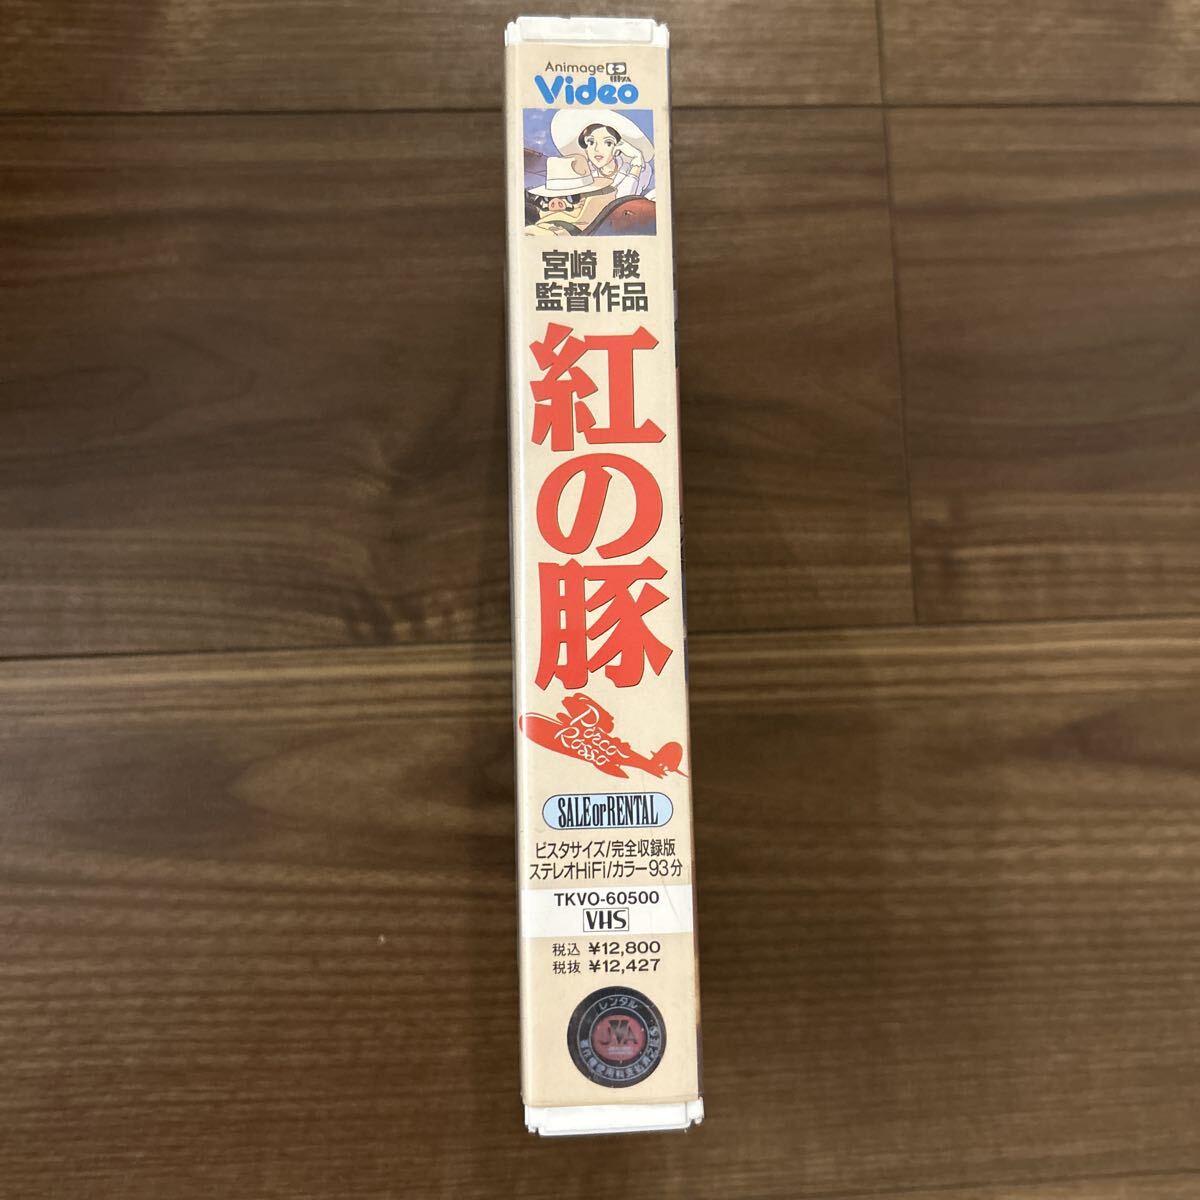 Animage
Video
宮崎 駿
監督作品
紅の豚
Porco
Rosso
SALE or RENTAL
ビスタサイズ/完全収録版
ステレオHiFi/カラー93分
TKVO-60500
VHS
税込 ¥12,800
税抜 ¥12,427
レンタル
JVA